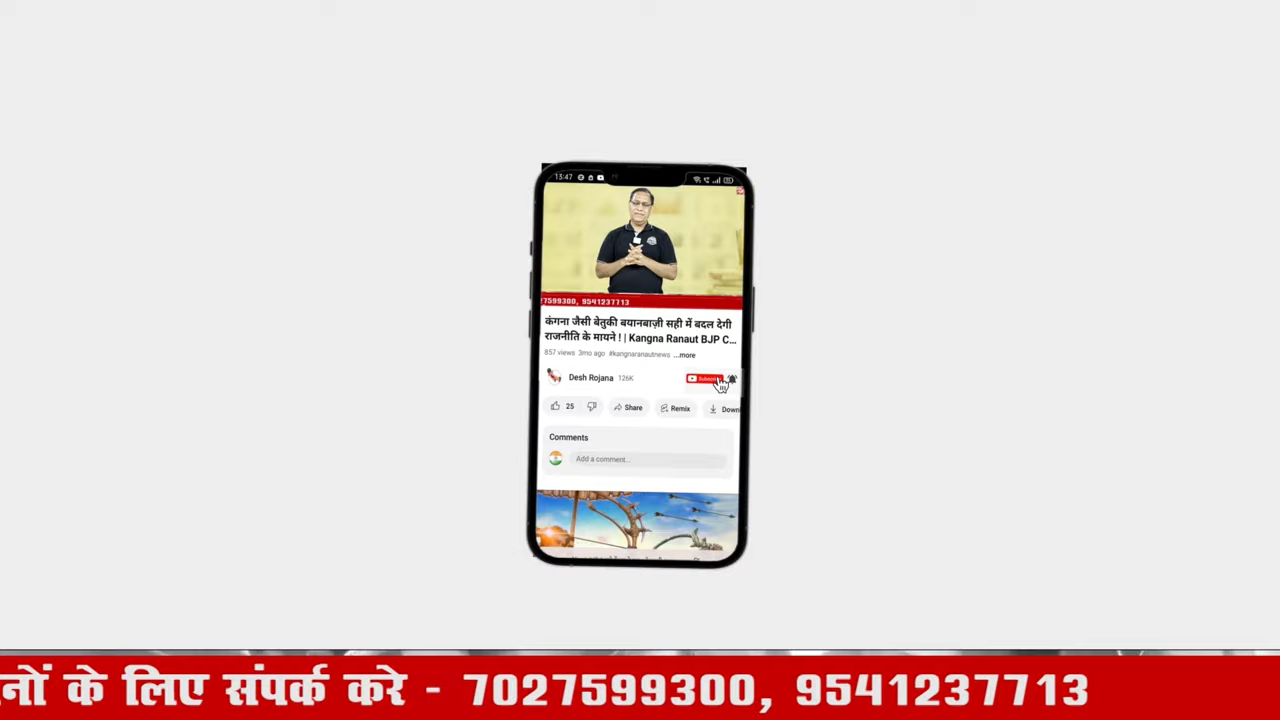 15:47
7599300, 9541237713
कंगना जैसी बेतुकी बयानबाज़ी सही में बदल देगी
राजनीति के मायने ! | Kangna Ranaut BJP C...
857 views 3mo ago #kangnaranautnews ...more
Desh Rojana 126K
25 Share Remix Down
Comments
Add a comment...
नों के लिए संपर्क करे - 7027599300, 9541237713